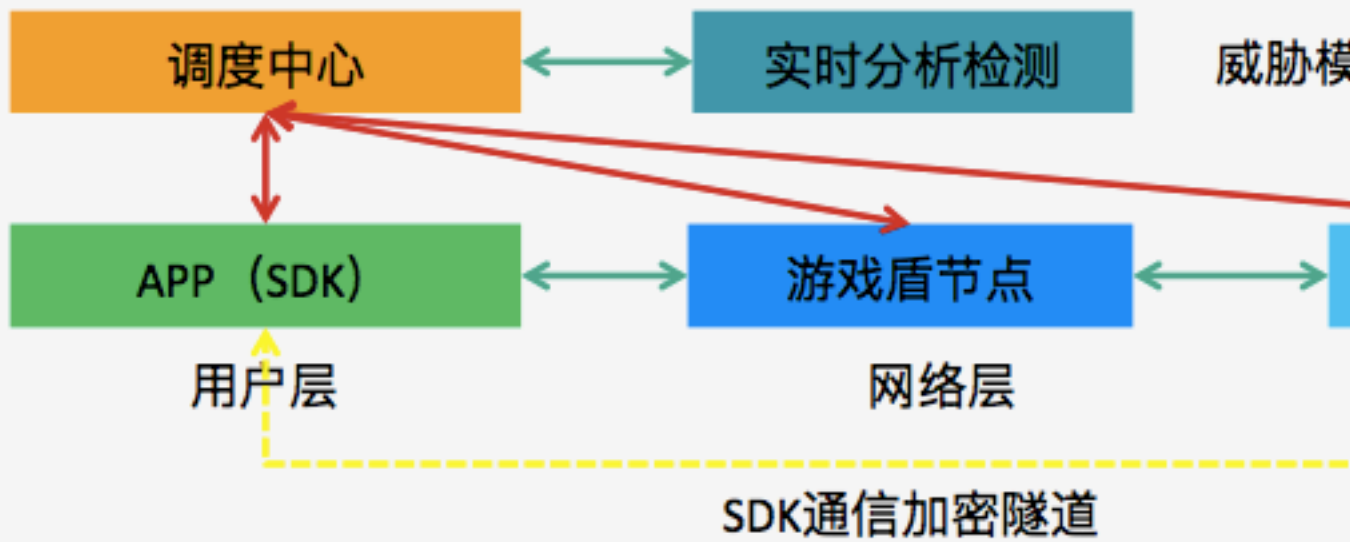 调度中心
实时分析检测
威胁模
APP（SDK）
游戏盾节点
用户层
网络层
SDK通信加密隧道